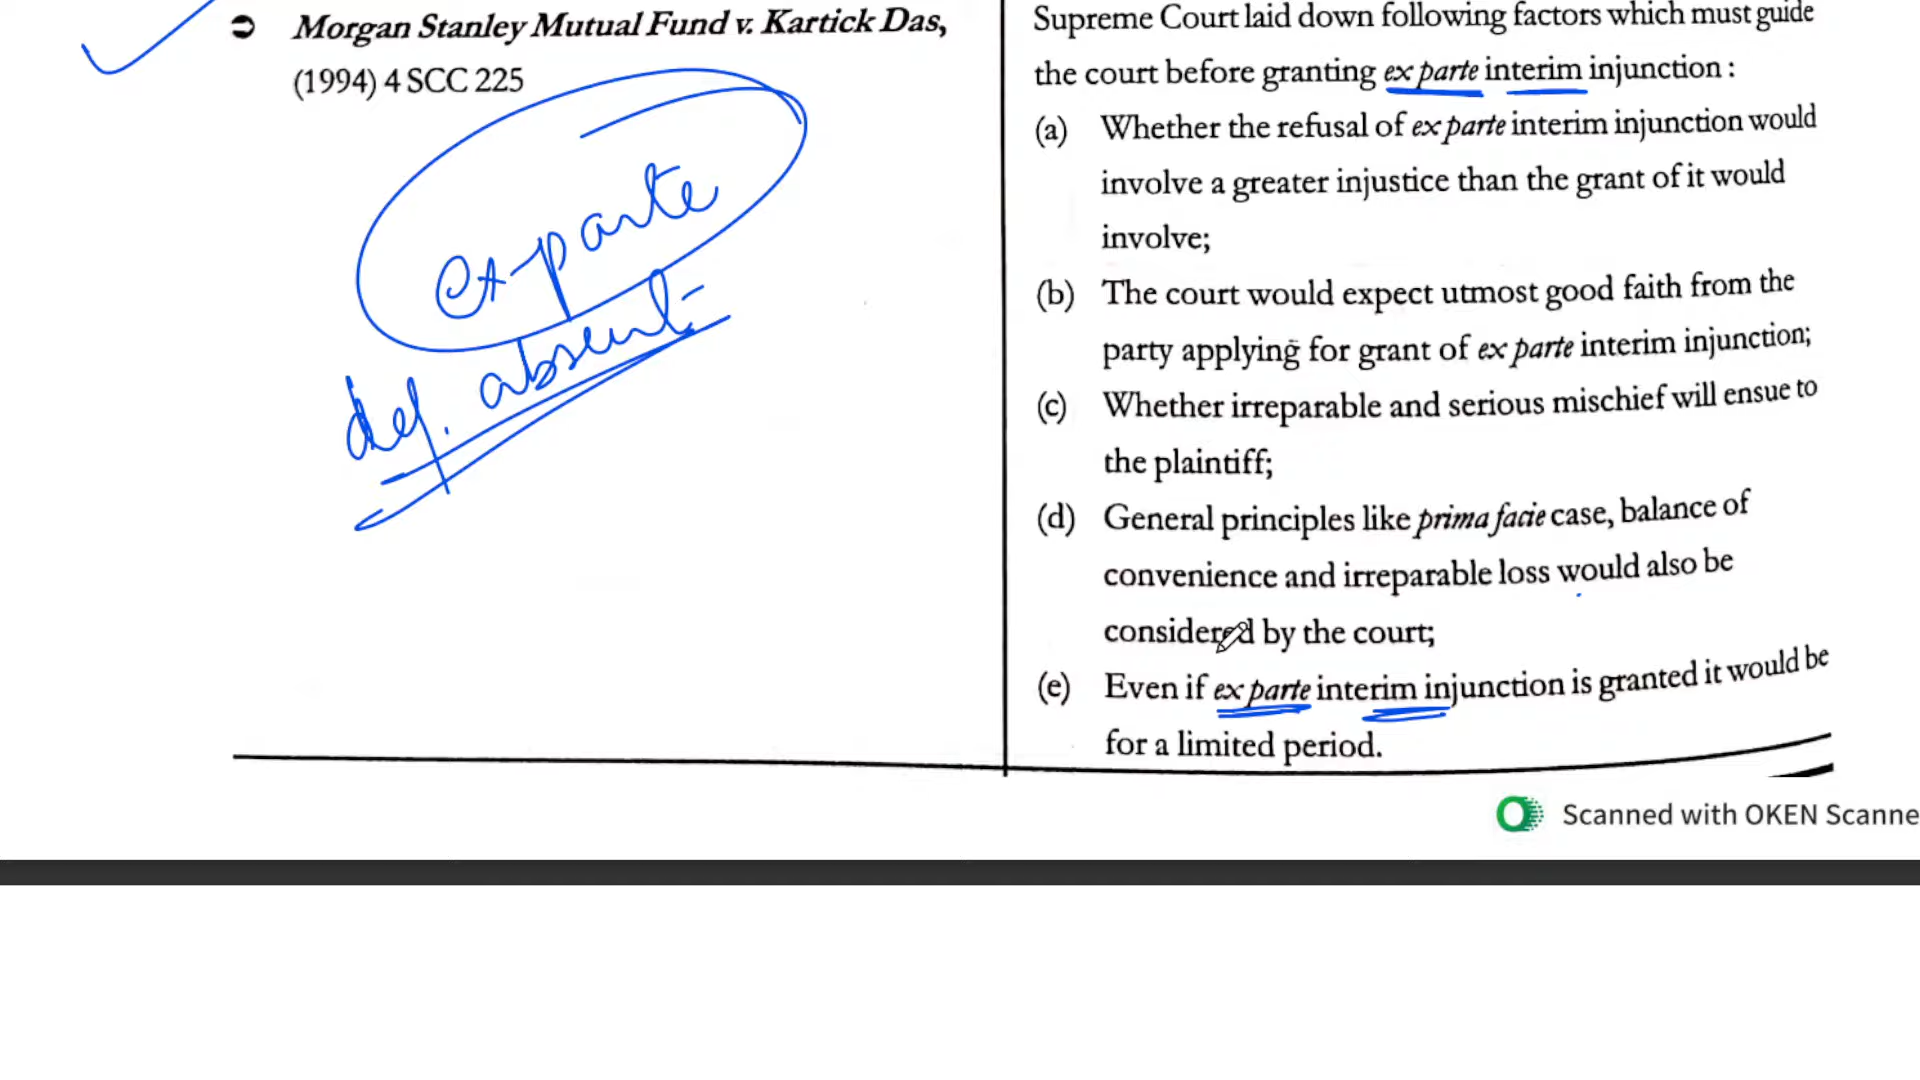 ➲ Morgan Stanley Mutual Fund v. Kartick Das,
(1994) 4 SCC 225
ex-parte
def. absent
Supreme Court laid down following factors which must guide
the court before granting ex parte interim injunction :
(a) Whether the refusal of ex parte interim injunction would
involve a greater injustice than the grant of it would
involve;
(b) The court would expect utmost good faith from the
party applying for grant of ex parte interim injunction;
(c) Whether irreparable and serious mischief will ensue to
the plaintiff;
(d) General principles like prima facie case, balance of
convenience and irreparable loss would also be
considered by the court;
(e) Even if ex parte interim injunction is granted it would be
for a limited period.
Scanned with OKEN Scanne